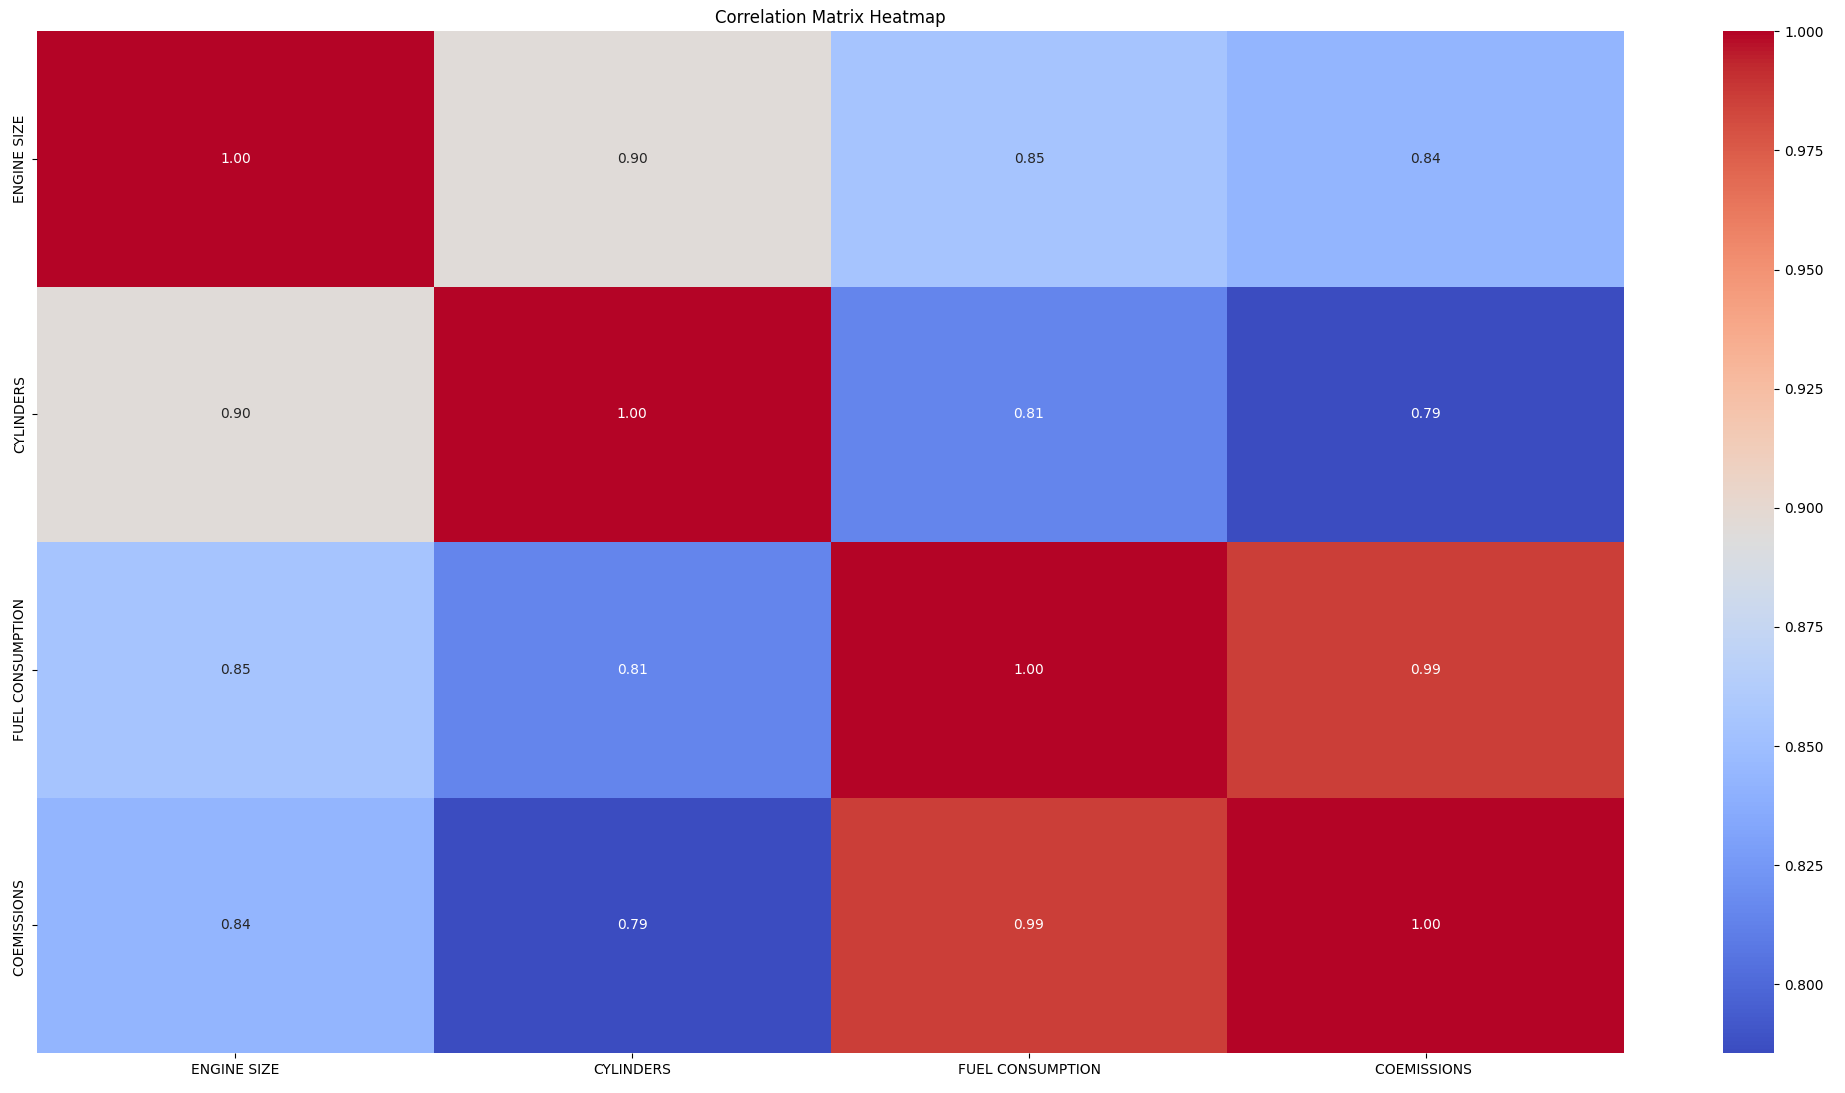 Correlation Matrix Heatmap
ENGINE SIZE
1.00 0.90 0.85 0.84
CYLINDERS
0.90 1.00 0.81 0.79
FUEL CONSUMPTION
0.85 0.81 1.00 0.99
COEMISSIONS
0.84 0.79 0.99 1.00
ENGINE SIZE CYLINDERS FUEL CONSUMPTION COEMISSIONS
1.000
0.975
0.950
0.925
0.900
0.875
0.850
0.825
0.800